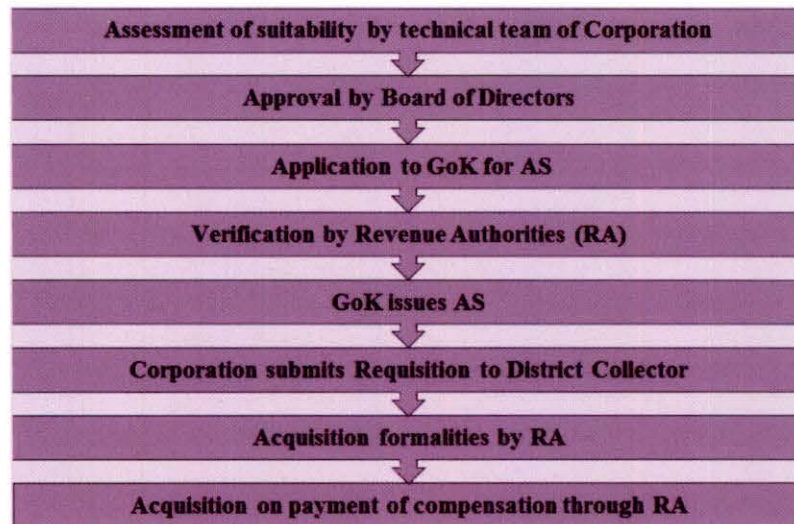 Assessment of suitability by technical team of Corporation
Approval by Board of Directors
Application to GoK for AS
Verification by Revenue Authorities (RA)
GoK issues AS
Corporation submits Requisition to District Collector
Acquisition formalities by RA
Acquisition on payment of compensation through RA